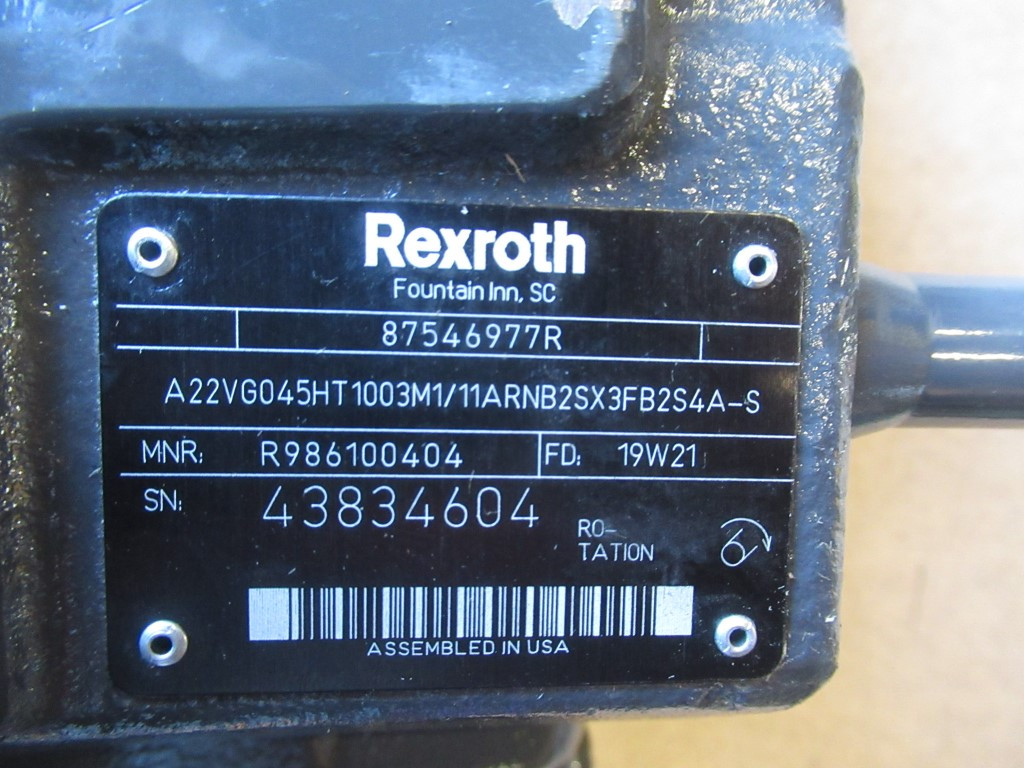 Rexroth
Fountain Inn, SC
87546977R
A22VG045HT1003M1/11ARNB2SX3FB2S4A-S
MNR: R986100404 FD: 19W21
SN: 43834604
RO-
TATION
ASSEMBLED IN USA